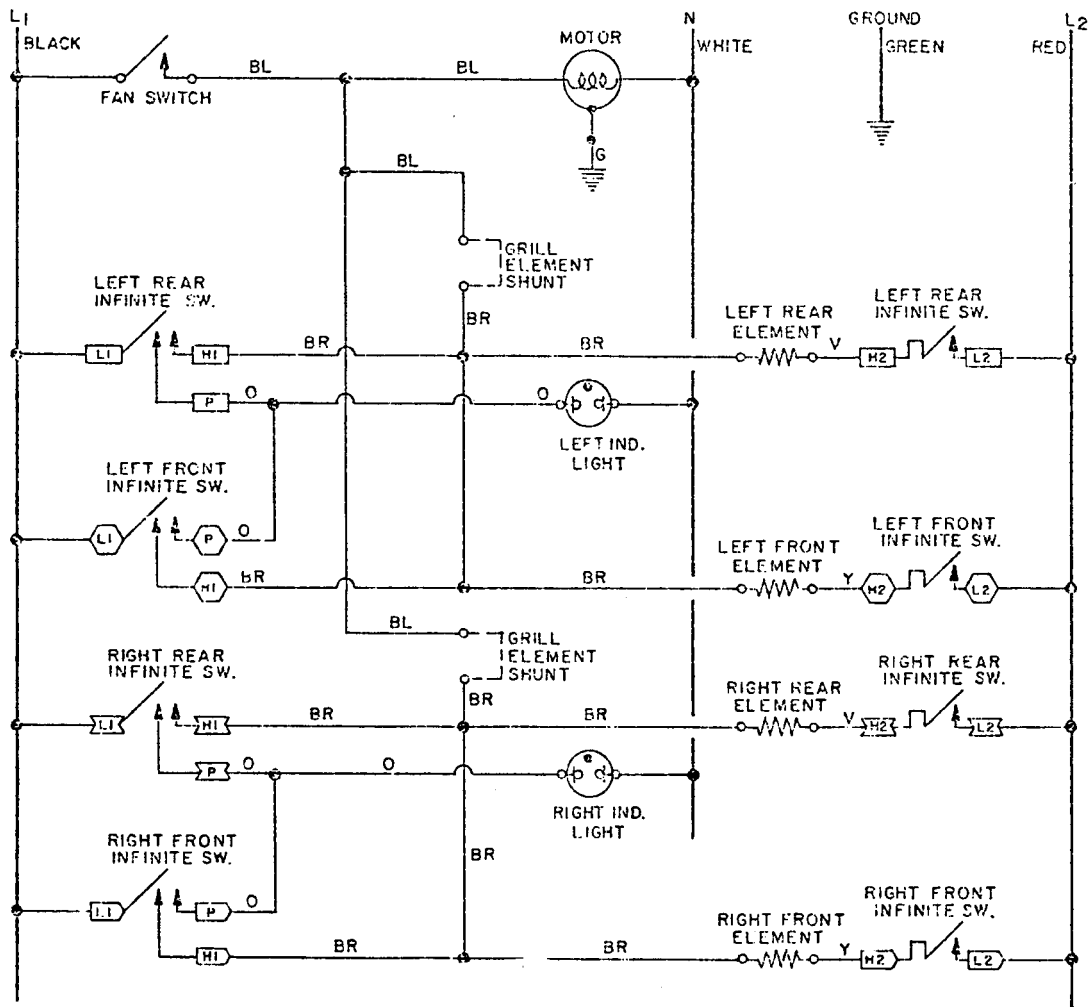 L1
N
GROUND
L2
BLACK
MOTOR
WHITE
GREEN
RED
BL
BL
FAN SWITCH
G
BL
GRILL
ELEMENT
SHUNT
LEFT REAR
INFINITE SW.
LEFT REAR
ELEMENT
LEFT REAR
INFINITE SW.
BR
L1
H1
BR
BR
V
H2
L2
P
O
O
LEFT IND.
LIGHT
LEFT FRONT
INFINITE SW.
LEFT FRONT
ELEMENT
LEFT FRONT
INFINITE SW.
L1
P
O
H1
BR
BR
Y
H2
L2
BL
GRILL
ELEMENT
SHUNT
RIGHT REAR
INFINITE SW.
RIGHT REAR
ELEMENT
RIGHT REAR
INFINITE SW.
BR
L1
H1
BR
BR
V
H2
L2
P
O
O
RIGHT IND.
LIGHT
RIGHT FRONT
INFINITE SW.
BR
RIGHT FRONT
ELEMENT
RIGHT FRONT
INFINITE SW.
L1
P
O
H1
BR
BR
Y
H2
L2